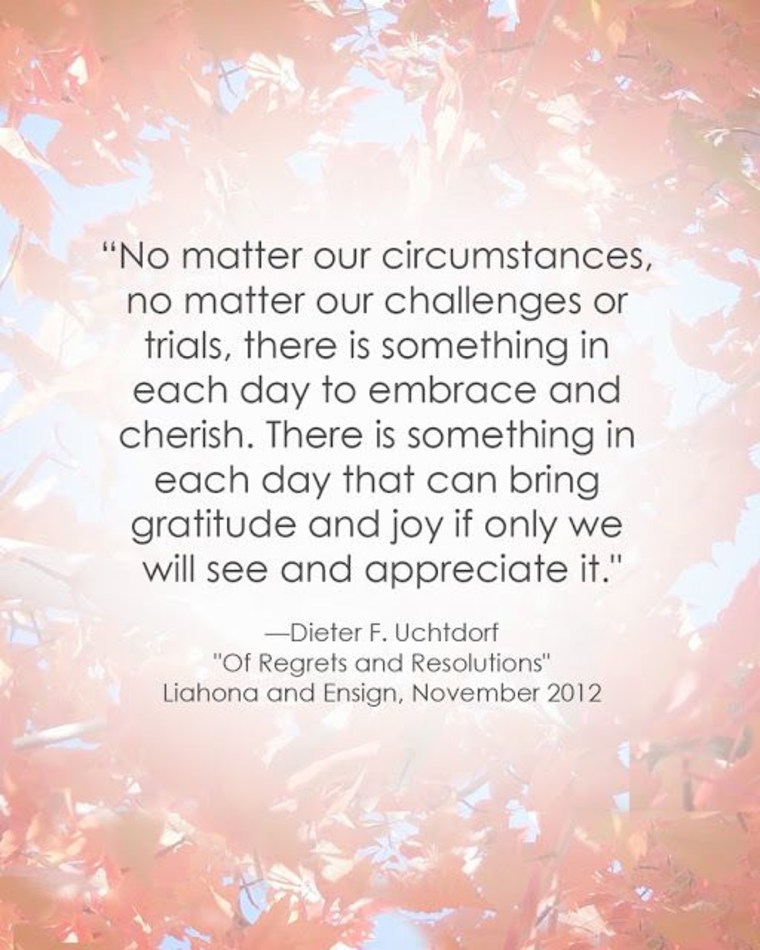 “No matter our circumstances,
no matter our challenges or
trials, there is something in
each day to embrace and
cherish. There is something in
each day that can bring
gratitude and joy if only we
will see and appreciate it."
—Dieter F. Uchtdorf
"Of Regrets and Resolutions"
Liahona and Ensign, November 2012